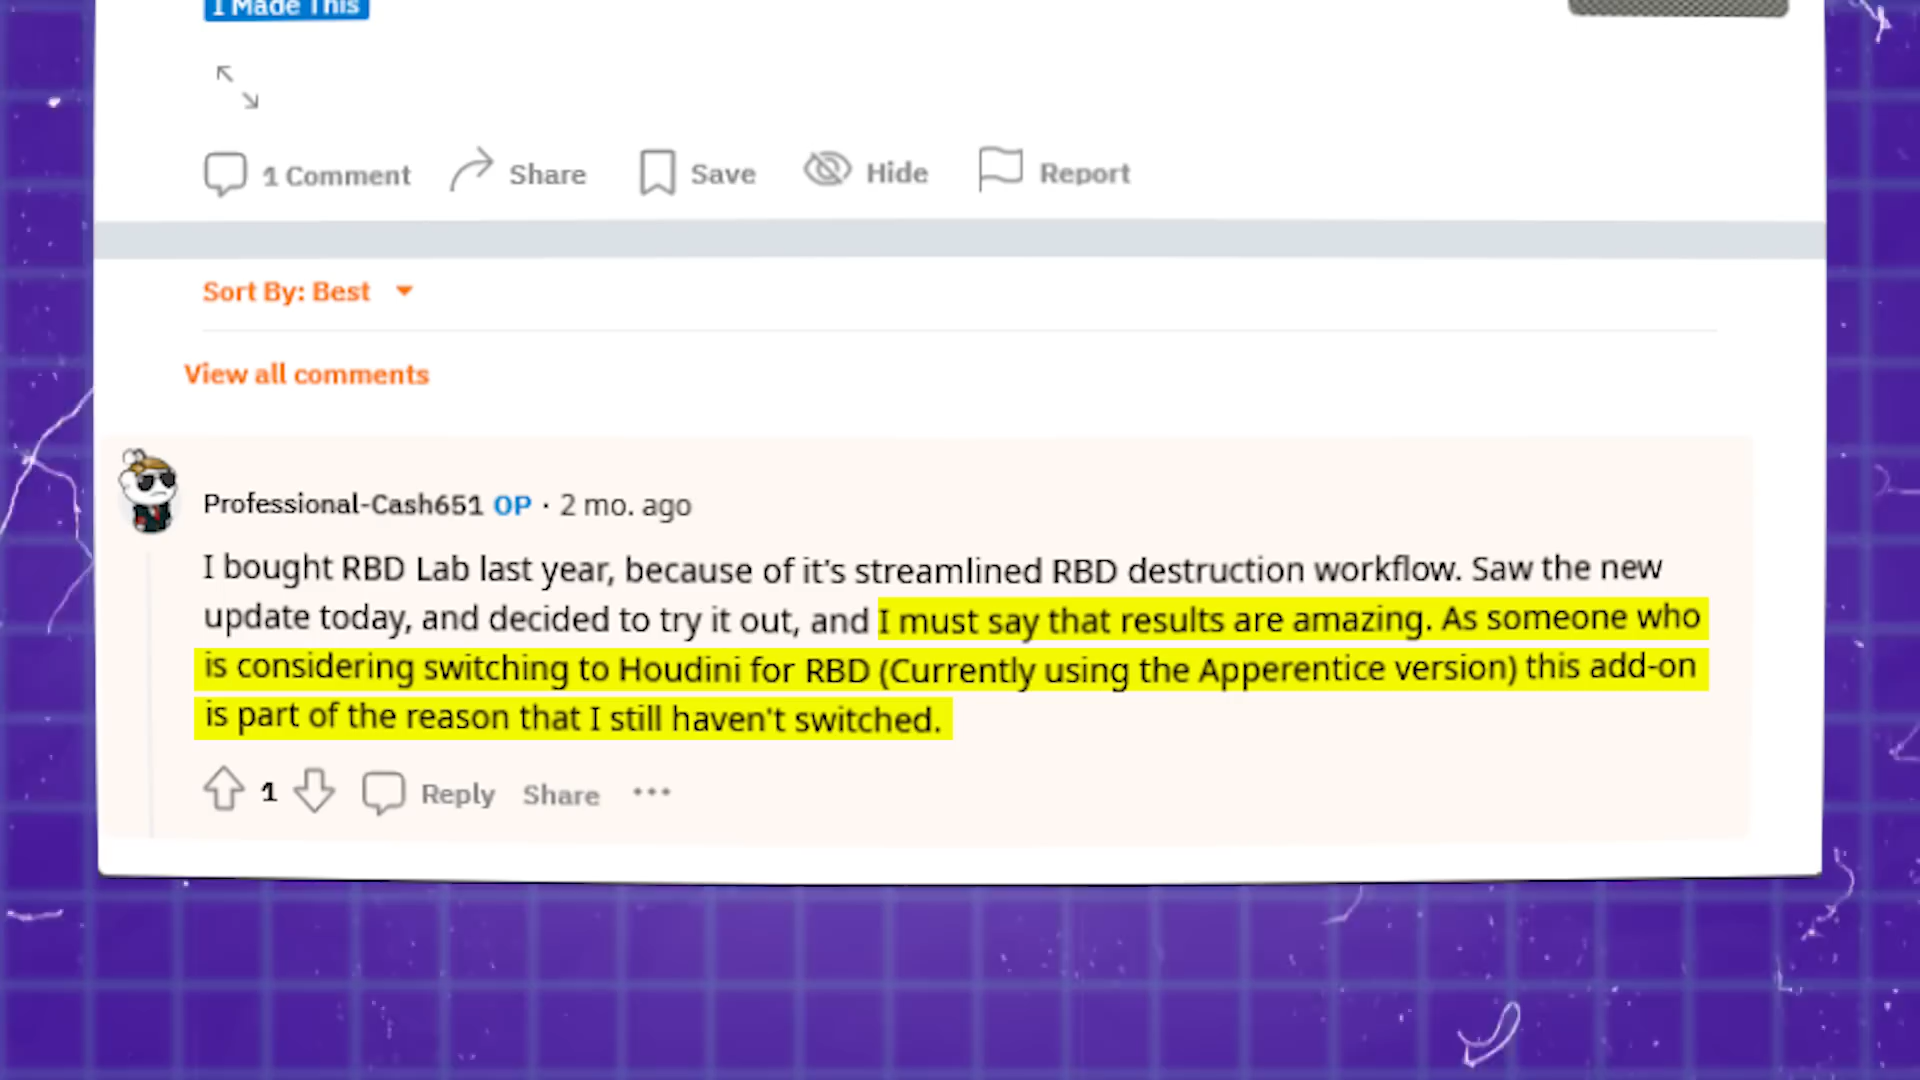 I Made This
1 Comment Share Save Hide Report
Sort By: Best
View all comments
Professional-Cash651 OP · 2 mo. ago
I bought RBD Lab last year, because of it's streamlined RBD destruction workflow. Saw the new
update today, and decided to try it out, and I must say that results are amazing. As someone who
is considering switching to Houdini for RBD (Currently using the Apperentice version) this add-on
is part of the reason that I still haven't switched.
1 Reply Share ···